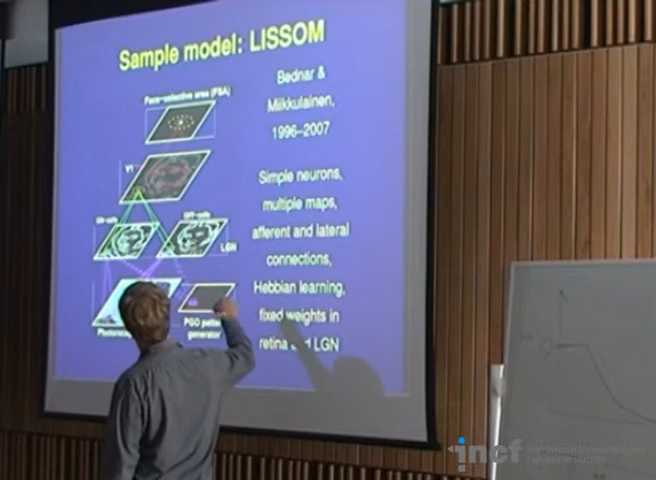 Sample model: LISSOM
Bednar &
Miikkulainen,
1996–2007
Face-selective area (FSA)
V1
Simple neurons,
multiple maps,
afferent and lateral
connections,
Hebbian learning,
fixed weights in
retina and LGN
ON-cells
OFF-cells
LGN
PGO
generator
incf